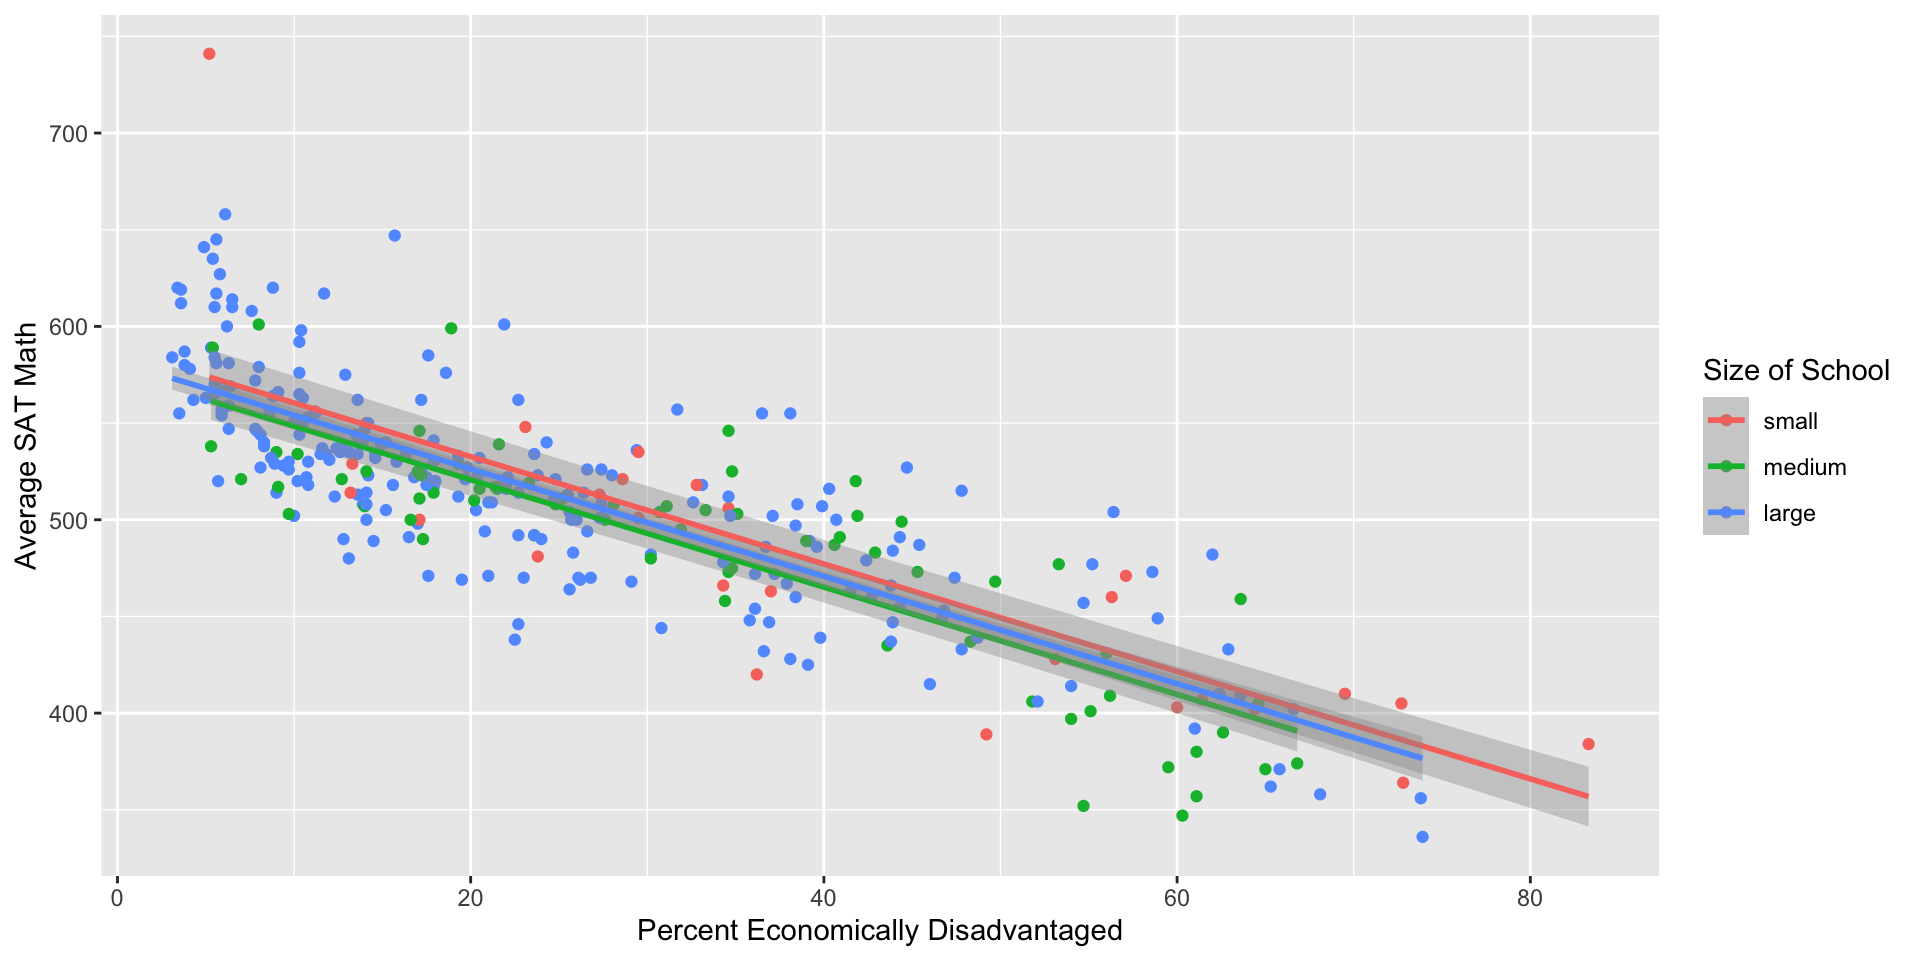 Average SAT Math
700
600
500
400
0
20
40
60
80
Percent Economically Disadvantaged
Size of School
small
medium
large